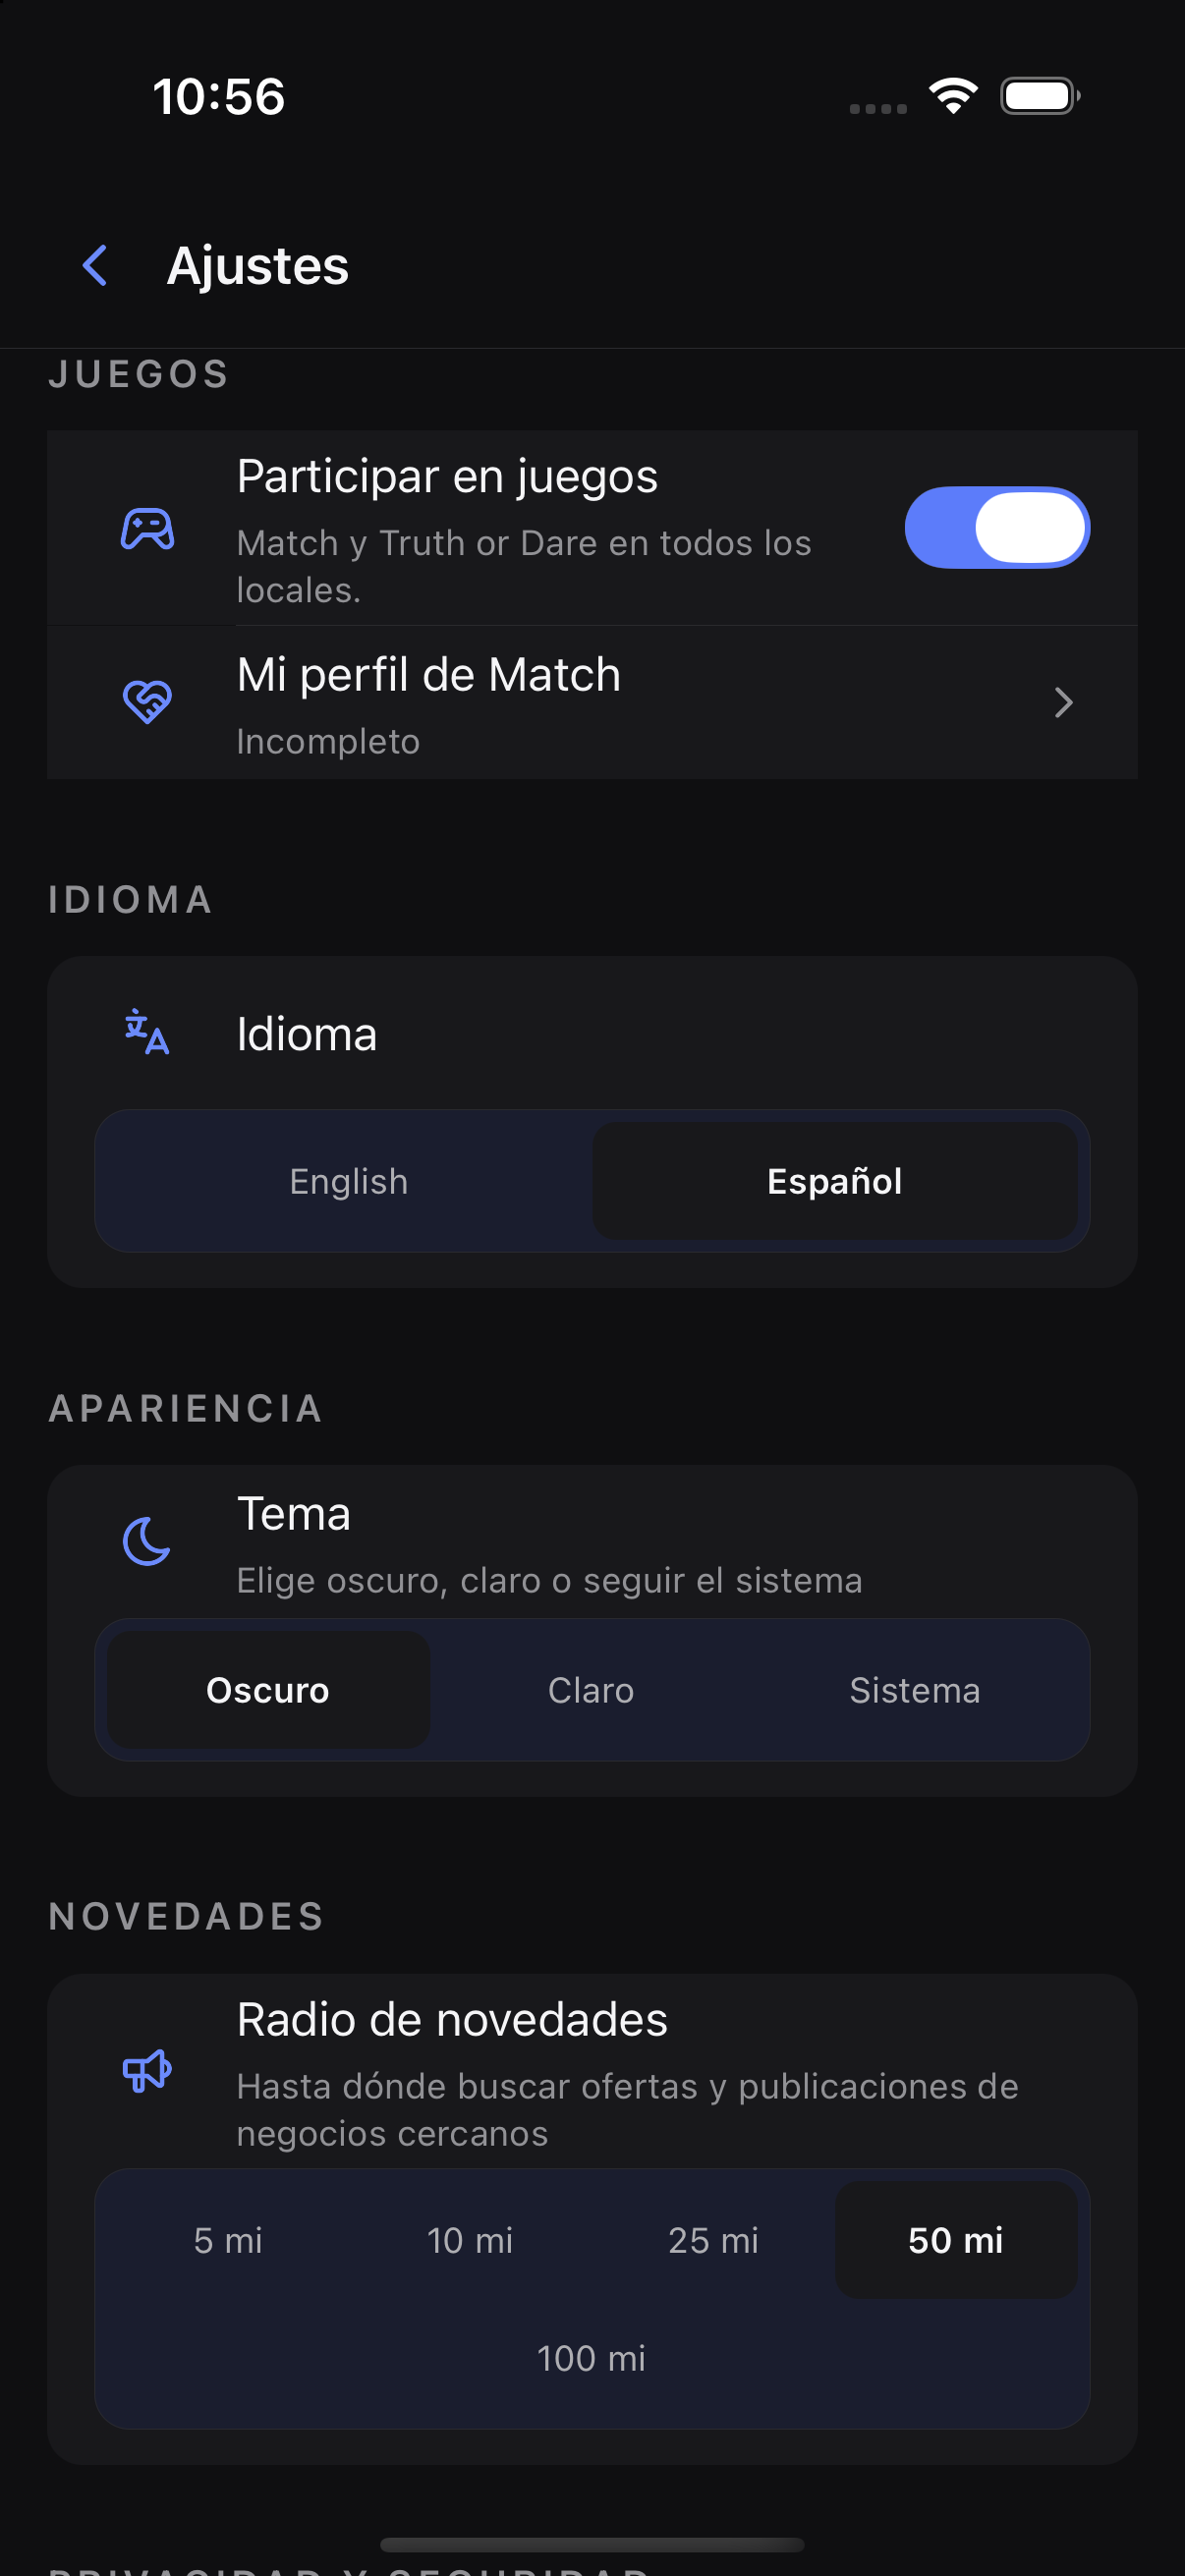 10:56
Ajustes
JUEGOS
Participar en juegos
Match y Truth or Dare en todos los
locales.
Mi perfil de Match
Incompleto
IDIOMA
Idioma
English Español
APARIENCIA
Tema
Elige oscuro, claro o seguir el sistema
Oscuro Claro Sistema
NOVEDADES
Radio de novedades
Hasta dónde buscar ofertas y publicaciones de
negocios cercanos
5 mi 10 mi 25 mi 50 mi
100 mi
PRIVACIDAD Y SEGURIDAD